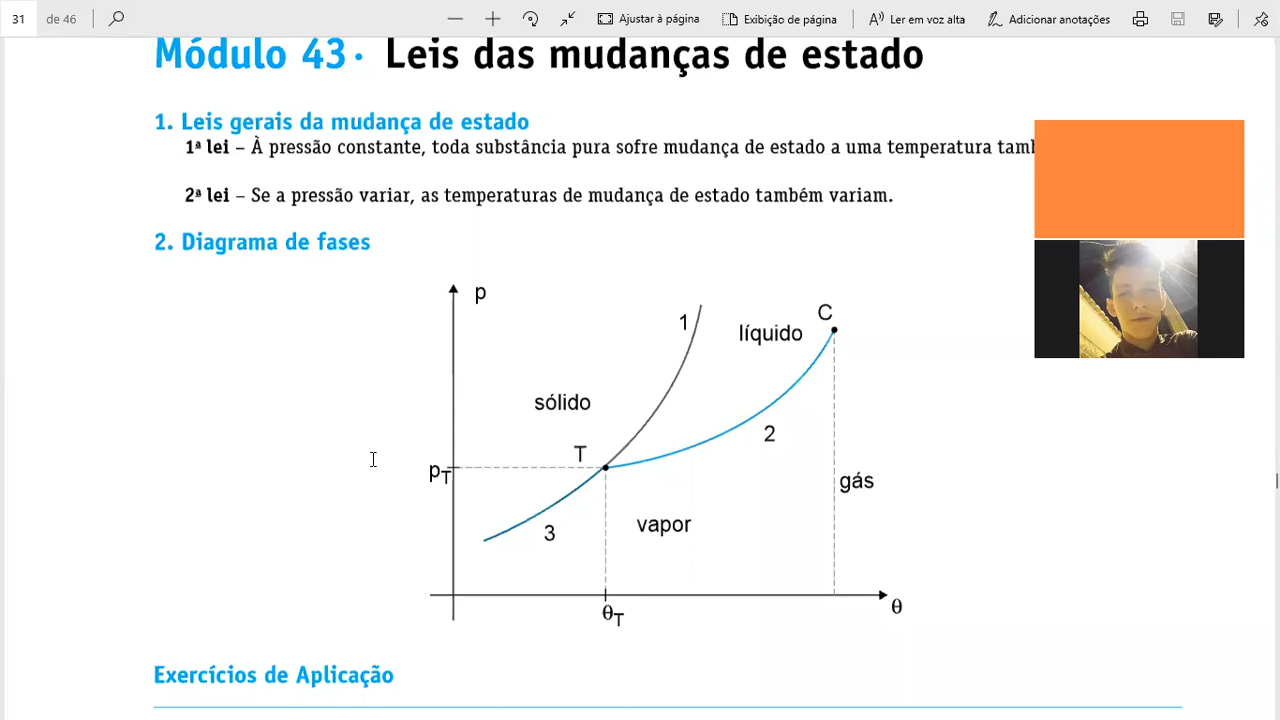 31 de 46 Ajustar à página Exibição de página Ler em voz alta Adicionar anotações
Módulo 43 · Leis das mudanças de estado
1. Leis gerais da mudança de estado
1ª lei – À pressão constante, toda substância pura sofre mudança de estado a uma temperatura
2ª lei – Se a pressão variar, as temperaturas de mudança de estado também variam.
2. Diagrama de fases
p
C
1
líquido
sólido
2
T
pT
gás
vapor
3
θ
θT
Exercícios de Aplicação